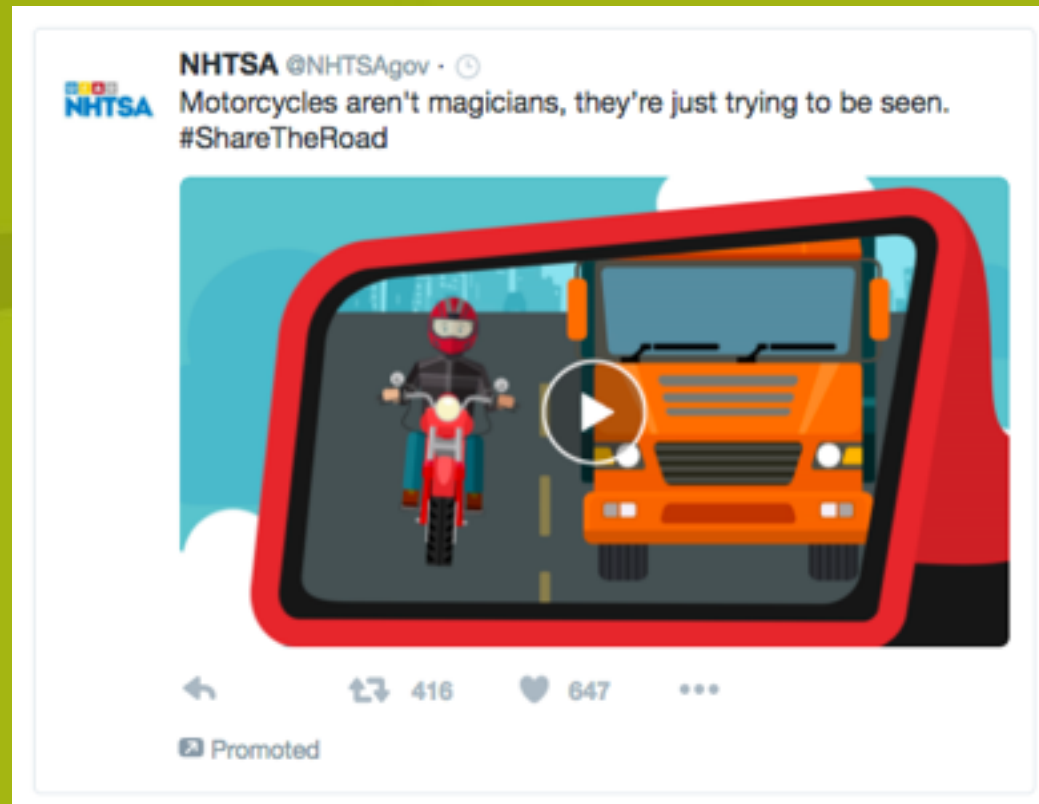 NHTSA @NHTSAgov ·
NHTSA
Motorcycles aren't magicians, they're just trying to be seen.
#ShareTheRoad
416 647
Promoted